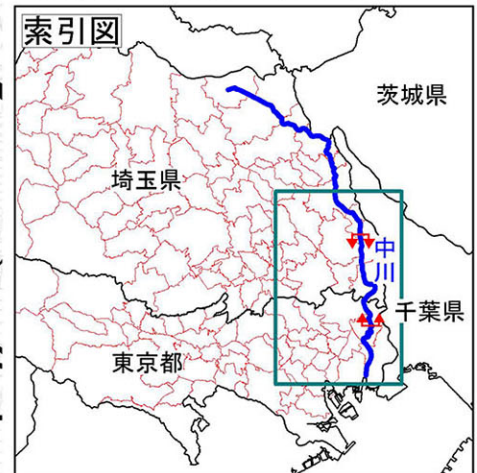 索引図
茨城県
埼玉県
中川
千葉県
東京都